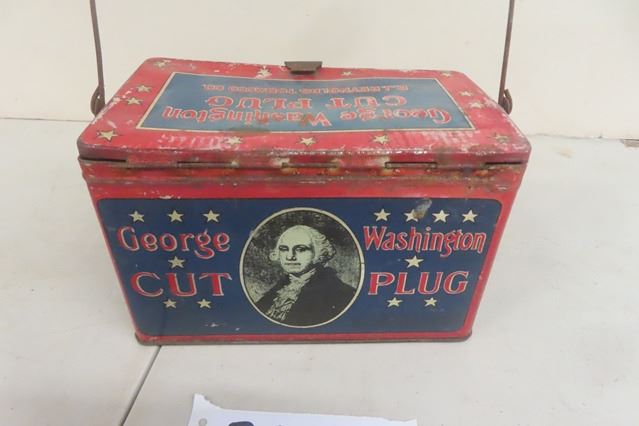 George Washington
CUT PLUG
R.J. REYNOLDS TOBACCO CO.
George Washington
CUT PLUG